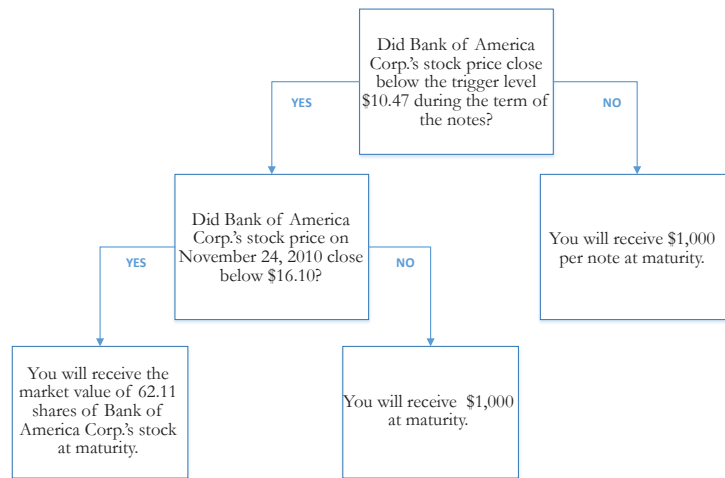 Did Bank of America
Corp.'s stock price close
below the trigger level
$10.47 during the term of
the notes?
YES
NO
Did Bank of America
Corp.'s stock price on
November 24, 2010 close
below $16.10?
You will receive $1,000
per note at maturity.
YES
NO
You will receive the
market value of 62.11
shares of Bank of
America Corp.'s stock
at maturity.
You will receive $1,000
at maturity.